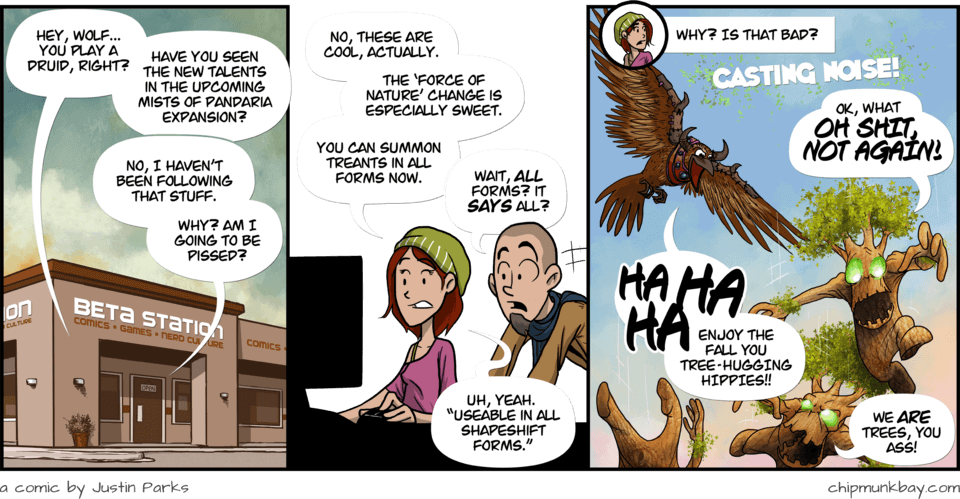 HEY, WOLF...
YOU PLAY A
DRUID, RIGHT?
HAVE YOU SEEN
THE NEW TALENTS
IN THE UPCOMING
MISTS OF PANDARIA
EXPANSION?
NO, I HAVEN'T
BEEN FOLLOWING
THAT STUFF.
WHY? AM I
GOING TO BE
PISSED?
ON
CULTURE
BETA STATION
COMICS • GAMES • NERD CULTURE
COMICS •
OPEN
NO, THESE ARE
COOL, ACTUALLY.
THE 'FORCE OF
NATURE' CHANGE IS
ESPECIALLY SWEET.
YOU CAN SUMMON
TREANTS IN ALL
FORMS NOW.
WAIT, ALL
FORMS? IT
SAYS ALL?
UH, YEAH.
"USEABLE IN ALL
SHAPESHIFT
FORMS."
WHY? IS THAT BAD?
CASTING NOISE!
OK, WHAT
OH SHIT,
NOT AGAIN!
HA HA
HA
ENJOY THE
FALL YOU
TREE-HUGGING
HIPPIES!!
WE ARE
TREES, YOU
ASS!
a comic by Justin Parks
chipmunkbay.com